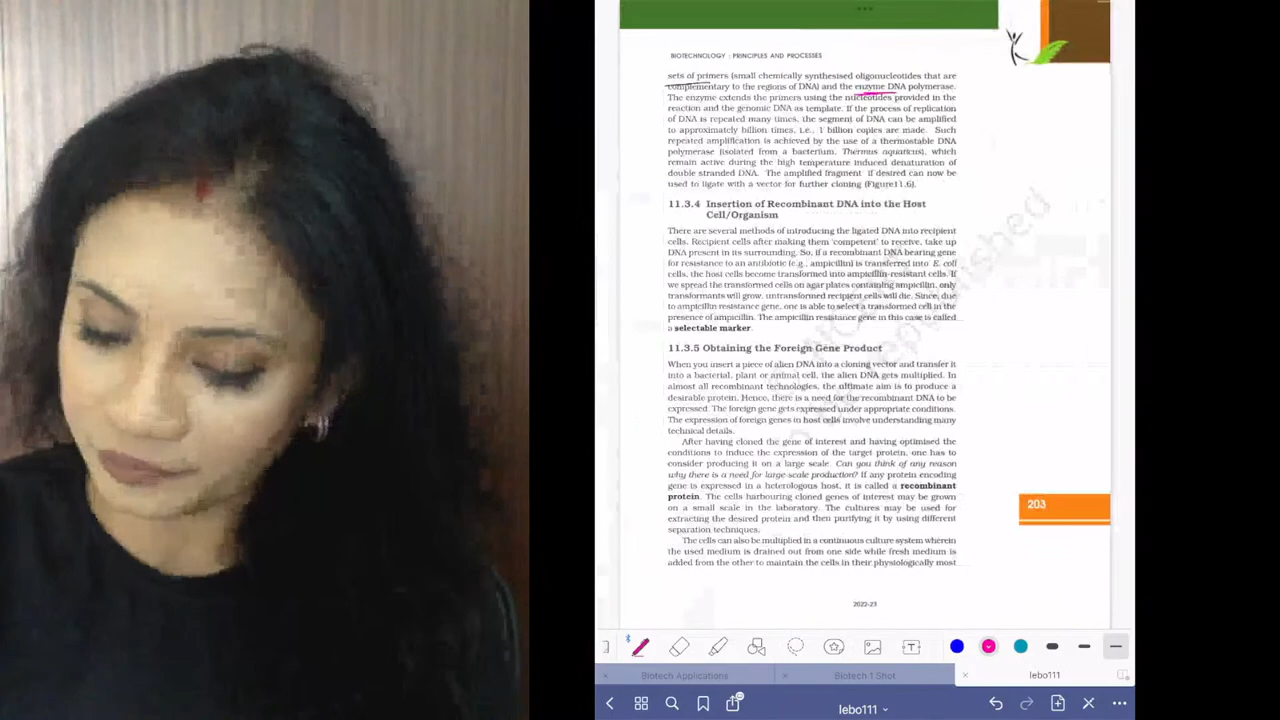 BIOTECHNOLOGY : PRINCIPLES AND PROCESSES
sets of primers (small chemically synthesised oligonucleotides that are
complementary to the regions of DNA) and the enzyme DNA polymerase.
The enzyme extends the primers using the nucleotides provided in the
reaction and the genomic DNA as template. If the process of replication
of DNA is repeated many times, the segment of DNA can be amplified
to approximately billion times, i.e., 1 billion copies are made. Such
repeated amplification is achieved by the use of a thermostable DNA
polymerase (isolated from a bacterium, Thermus aquaticus), which
remain active during the high temperature induced denaturation of
double stranded DNA. The amplified fragment if desired can now be
used to ligate with a vector for further cloning (Figure11.6).
11.3.4 Insertion of Recombinant DNA into the Host
Cell/Organism
There are several methods of introducing the ligated DNA into recipient
cells. Recipient cells after making them ‘competent’ to receive, take up
DNA present in its surrounding. So, if a recombinant DNA bearing gene
for resistance to an antibiotic (e.g., ampicillin) is transferred into E. coli
cells, the host cells become transformed into ampicillin-resistant cells. If
we spread the transformed cells on agar plates containing ampicillin, only
transformants will grow, untransformed recipient cells will die. Since, due
to ampicillin resistance gene, one is able to select a transformed cell in the
presence of ampicillin. The ampicillin resistance gene in this case is called
a selectable marker.
11.3.5 Obtaining the Foreign Gene Product
When you insert a piece of alien DNA into a cloning vector and transfer it
into a bacterial, plant or animal cell, the alien DNA gets multiplied. In
almost all recombinant technologies, the ultimate aim is to produce a
desirable protein. Hence, there is a need for the recombinant DNA to be
expressed. The foreign gene gets expressed under appropriate conditions.
The expression of foreign genes in host cells involve understanding many
technical details.
After having cloned the gene of interest and having optimised the
conditions to induce the expression of the target protein, one has to
consider producing it on a large scale. Can you think of any reason
why there is a need for large-scale production? If any protein encoding
gene is expressed in a heterologous host, it is called a recombinant
protein. The cells harbouring cloned genes of interest may be grown
on a small scale in the laboratory. The cultures may be used for
extracting the desired protein and then purifying it by using different
separation techniques.
The cells can also be multiplied in a continuous culture system wherein
the used medium is drained out from one side while fresh medium is
added from the other to maintain the cells in their physiologically most
203
2022-23
Biotech Applications
Biotech 1 Shot
lebo111
lebo111